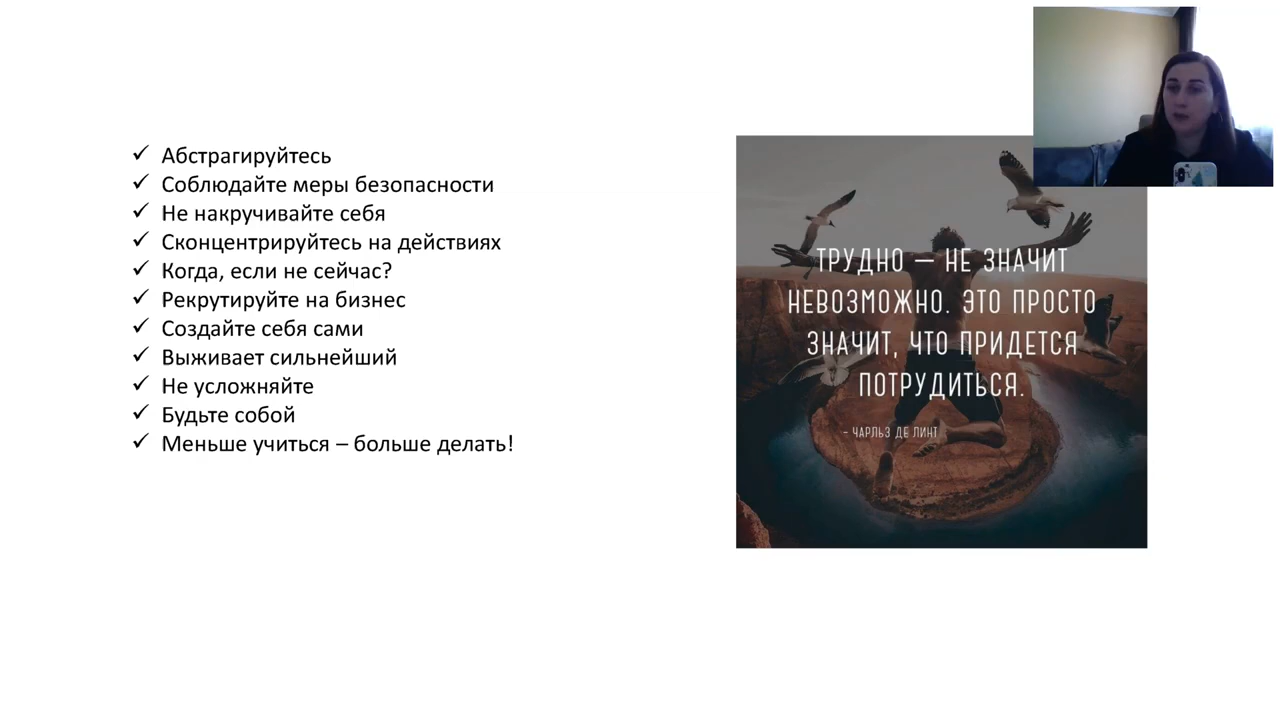 Абстрагируйтесь
Соблюдайте меры безопасности
Не накручивайте себя
Сконцентрируйтесь на действиях
Когда, если не сейчас?
Рекрутируйте на бизнес
Создайте себя сами
Выживает сильнейший
Не усложняйте
Будьте собой
Меньше учиться – больше делать!
ТРУДНО — НЕ ЗНАЧИТ
НЕВОЗМОЖНО. ЭТО ПРОСТО
ЗНАЧИТ, ЧТО ПРИДЕТСЯ
ПОТРУДИТЬСЯ.
- ЧАРЛЬЗ ДЕ ЛИНТ